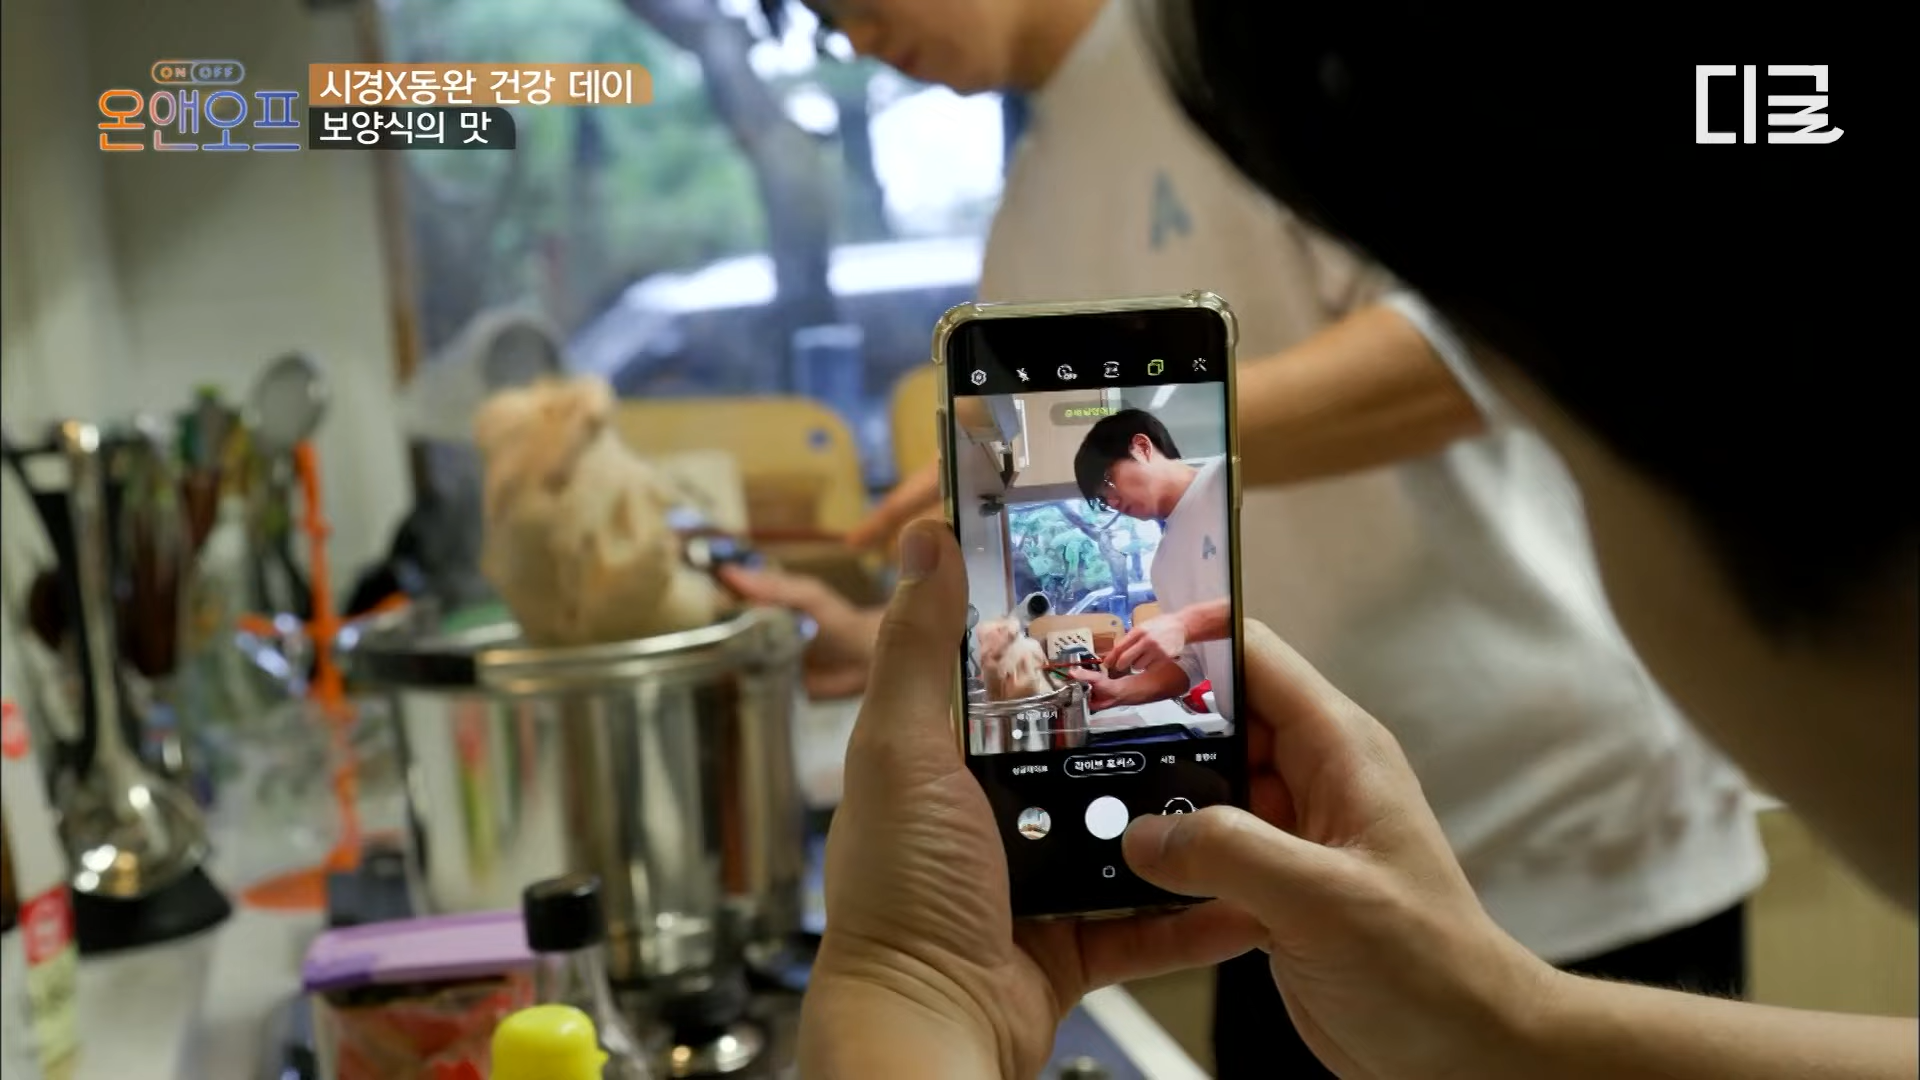 ON OFF
온앤오프
시경X동완 건강 데이
보양식의 맛
디글
A
A
라이브 포커스
사진
동영상